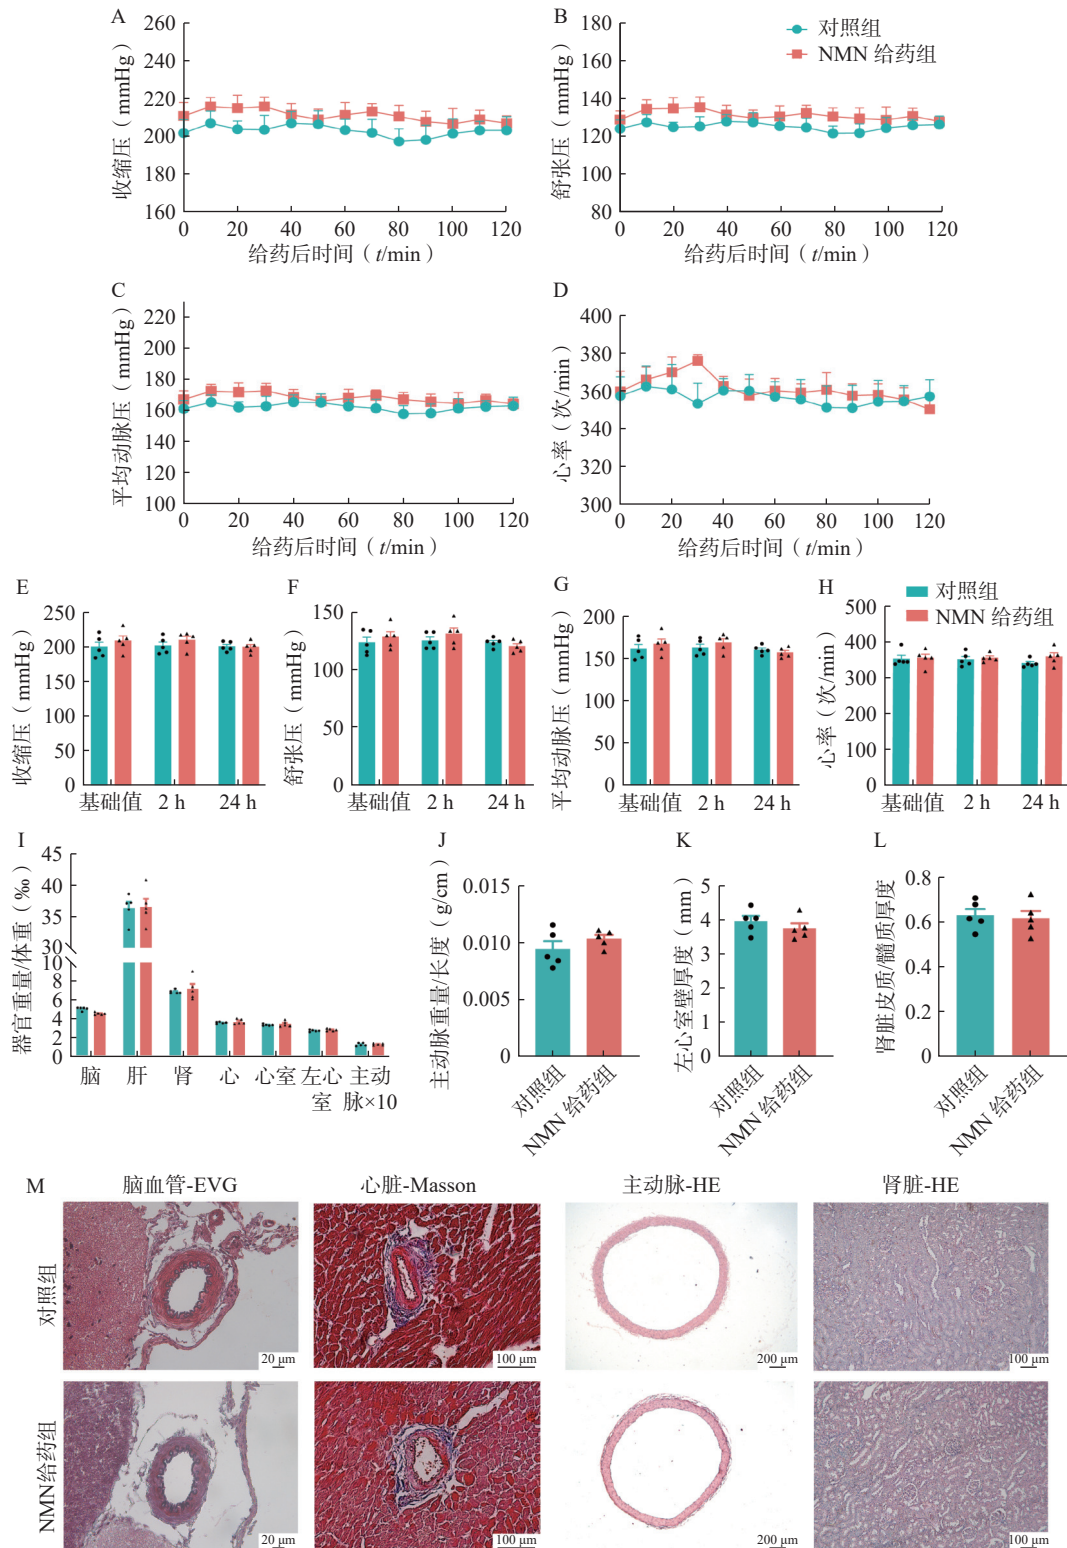 A
260
240
220
200
180
160
收缩压（mmHg）
0 20 40 60 80 100 120
给药后时间（t/min）
B
180
160
140
120
100
80
舒张压（mmHg）
0 20 40 60 80 100 120
给药后时间（t/min）
对照组
NMN 给药组
C
220
200
180
160
140
120
100
平均动脉压（mmHg）
0 20 40 60 80 100 120
给药后时间（t/min）
D
400
380
360
340
320
300
心率（次/min）
0 20 40 60 80 100 120
给药后时间（t/min）
E
250
200
150
100
50
0
收缩压（mmHg）
基础值 2 h 24 h
F
150
100
50
0
舒张压（mmHg）
基础值 2 h 24 h
G
200
150
100
50
0
平均动脉压（mmHg）
基础值 2 h 24 h
H
500
400
300
200
100
0
心率（次/min）
基础值 2 h 24 h
对照组
NMN 给药组
I
45
40
35
30
10
8
6
4
2
0
器官重量/体重（‰）
脑 肝 肾 心 心室 左心 主动
室 脉×10
J
0.015
0.010
0.005
0
主动脉重量/长度（g/cm）
对照组
NMN 给药组
K
5
4
3
2
1
0
左心室壁厚度（mm）
对照组
NMN 给药组
L
0.8
0.6
0.4
0.2
0
肾脏皮质/髓质厚度
对照组
NMN 给药组
M
脑血管-EVG 心脏-Masson 主动脉-HE 肾脏-HE
对照组
20 μm 100 μm 200 μm 100 μm
NMN给药组
20 μm 100 μm 200 μm 100 μm